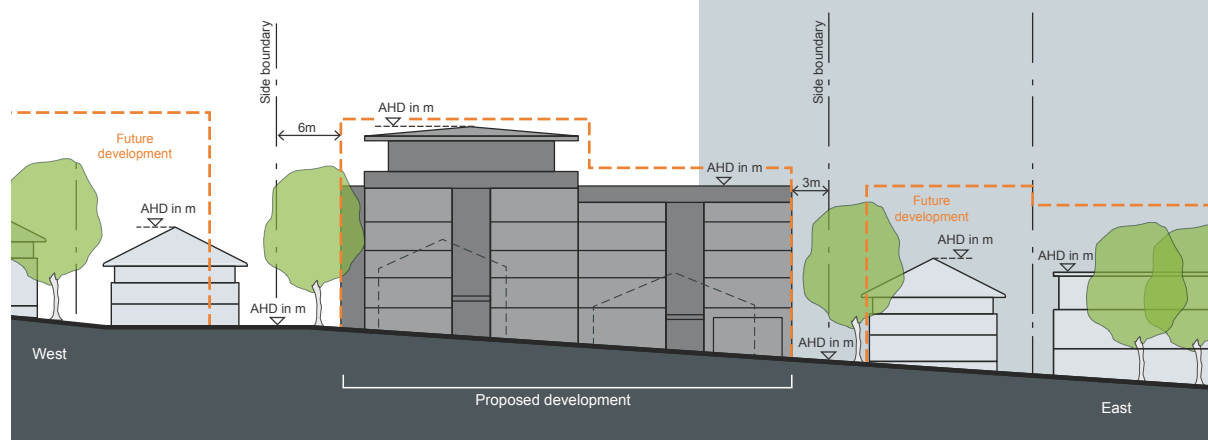 Side boundary
Side boundary
6m
AHD in m
Future
development
AHD in m
3m
AHD in m
Future
development
AHD in m
AHD in m
AHD in m
AHD in m
West
Proposed development
East